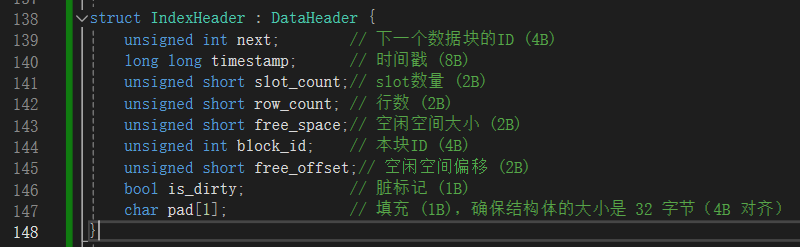 138 struct IndexHeader : DataHeader {
139 unsigned int next; // 下一个数据块的ID (4B)
140 long long timestamp; // 时间戳 (8B)
141 unsigned short slot_count;// slot数量 (2B)
142 unsigned short row_count; // 行数 (2B)
143 unsigned short free_space;// 空闲空间大小 (2B)
144 unsigned int block_id; // 本块ID (4B)
145 unsigned short free_offset;// 空闲空间偏移 (2B)
146 bool is_dirty; // 脏标记 (1B)
147 char pad[1]; // 填充 (1B), 确保结构体的大小是 32 字节 (4B 对齐)
148 }